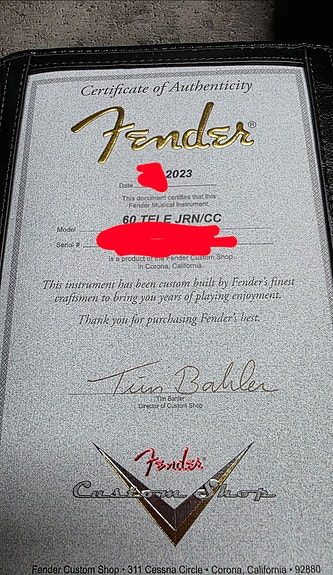 Certificate of Authenticity
Fender®
Date 2023
This document certifies that this
Fender Musical Instrument.
60 TELE JRN/CC
Model
Serial #
is a product of the Fender Custom Shop
in Corona, California.
This instrument has been custom built by Fender's finest
craftsmen to bring you years of playing enjoyment.
Thank you for purchasing Fender's best.
Tim Bahler
Tim Bahler
Director of Custom Shop
Fender
Custom Shop
Fender Custom Shop • 311 Cessna Circle • Corona, California • 92880